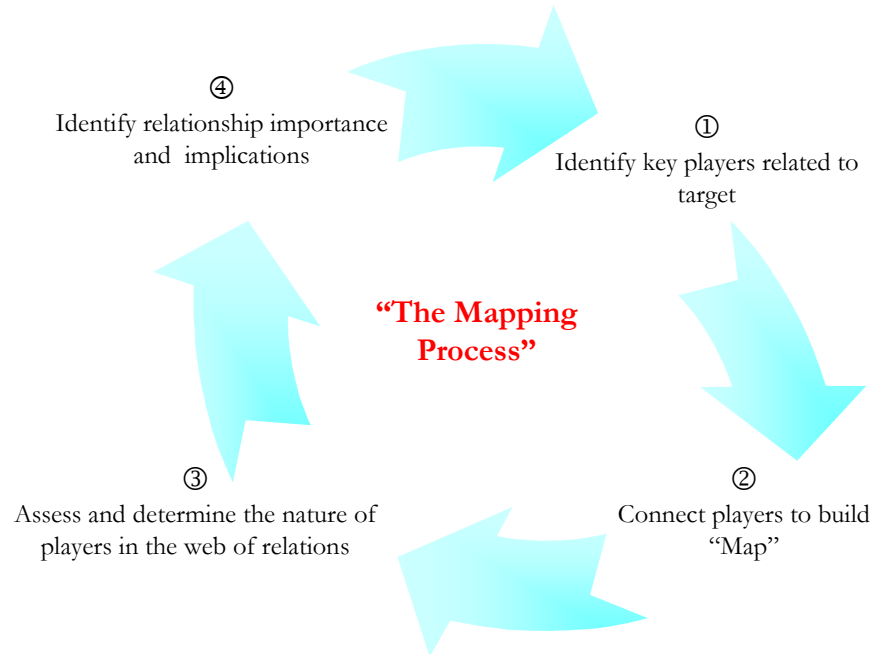 ④
Identify relationship importance
and implications
①
Identify key players related to
target
“The Mapping
Process”
③
Assess and determine the nature of
players in the web of relations
②
Connect players to build
“Map”